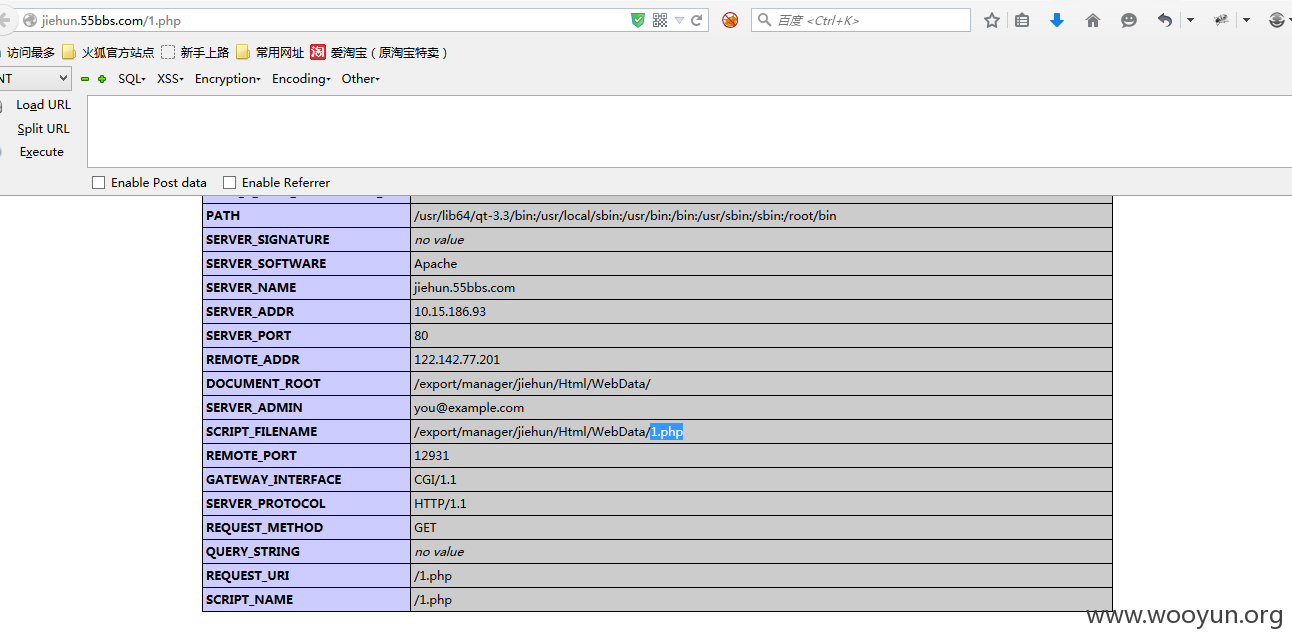 jiehun.55bbs.com/1.php
百度 <Ctrl+K>
访问最多 火狐官方站点 新手上路 常用网址 淘 爱淘宝（原淘宝特卖）
NT SQL XSS Encryption Encoding Other
Load URL
Split URL
Execute
Enable Post data Enable Referrer
PATH /usr/lib64/qt-3.3/bin:/usr/local/sbin:/usr/bin:/bin:/usr/sbin:/sbin:/root/bin
SERVER_SIGNATURE no value
SERVER_SOFTWARE Apache
SERVER_NAME jiehun.55bbs.com
SERVER_ADDR 10.15.186.93
SERVER_PORT 80
REMOTE_ADDR 122.142.77.201
DOCUMENT_ROOT /export/manager/jiehun/Html/WebData/
SERVER_ADMIN you@example.com
SCRIPT_FILENAME /export/manager/jiehun/Html/WebData/1.php
REMOTE_PORT 12931
GATEWAY_INTERFACE CGI/1.1
SERVER_PROTOCOL HTTP/1.1
REQUEST_METHOD GET
QUERY_STRING no value
REQUEST_URI /1.php
SCRIPT_NAME /1.php
www.wooyun.org